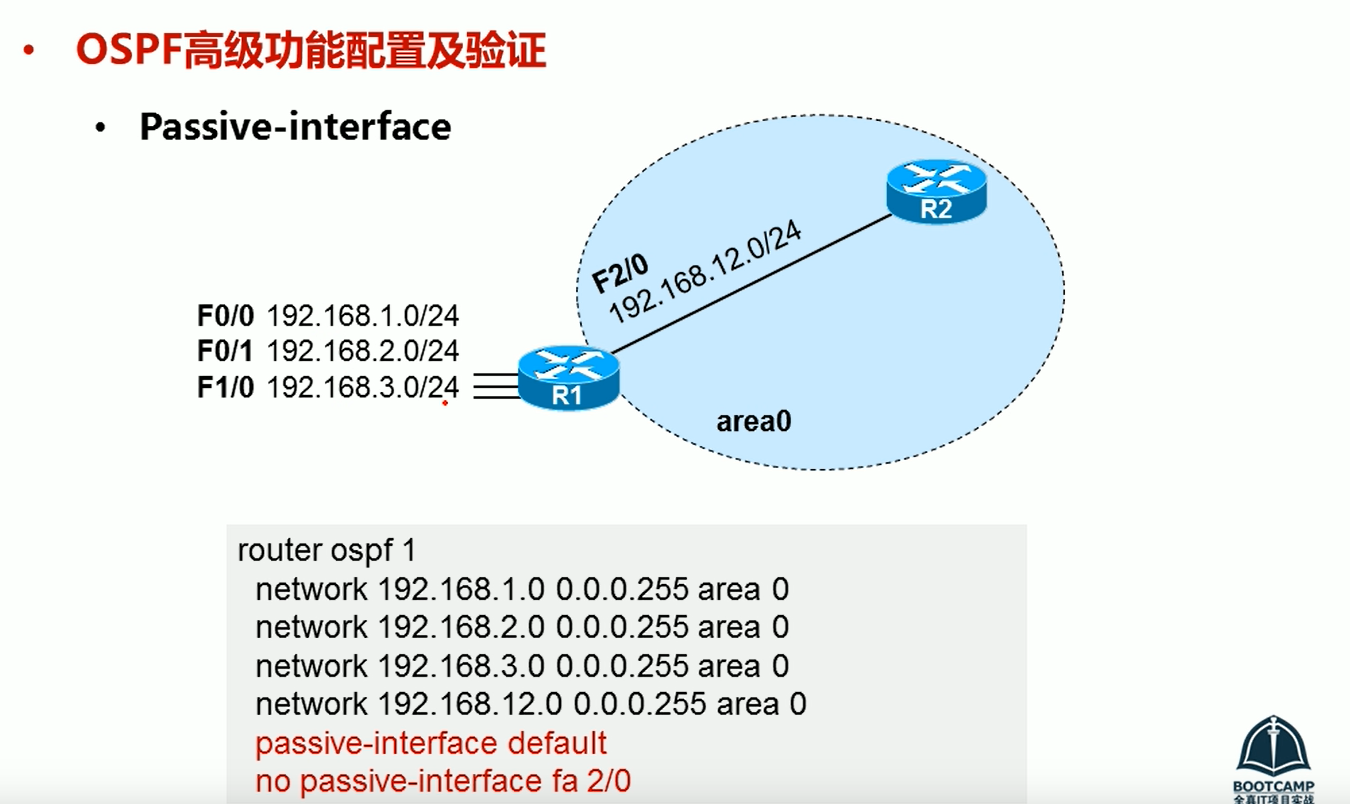 • OSPF高级功能配置及验证
• Passive-interface
R2
F2/0
192.168.12.0/24
F0/0 192.168.1.0/24
F0/1 192.168.2.0/24
F1/0 192.168.3.0/24
R1
area0
router ospf 1
network 192.168.1.0 0.0.0.255 area 0
network 192.168.2.0 0.0.0.255 area 0
network 192.168.3.0 0.0.0.255 area 0
network 192.168.12.0 0.0.0.255 area 0
passive-interface default
no passive-interface fa 2/0
BOOTCAMP
全真IT项目实战